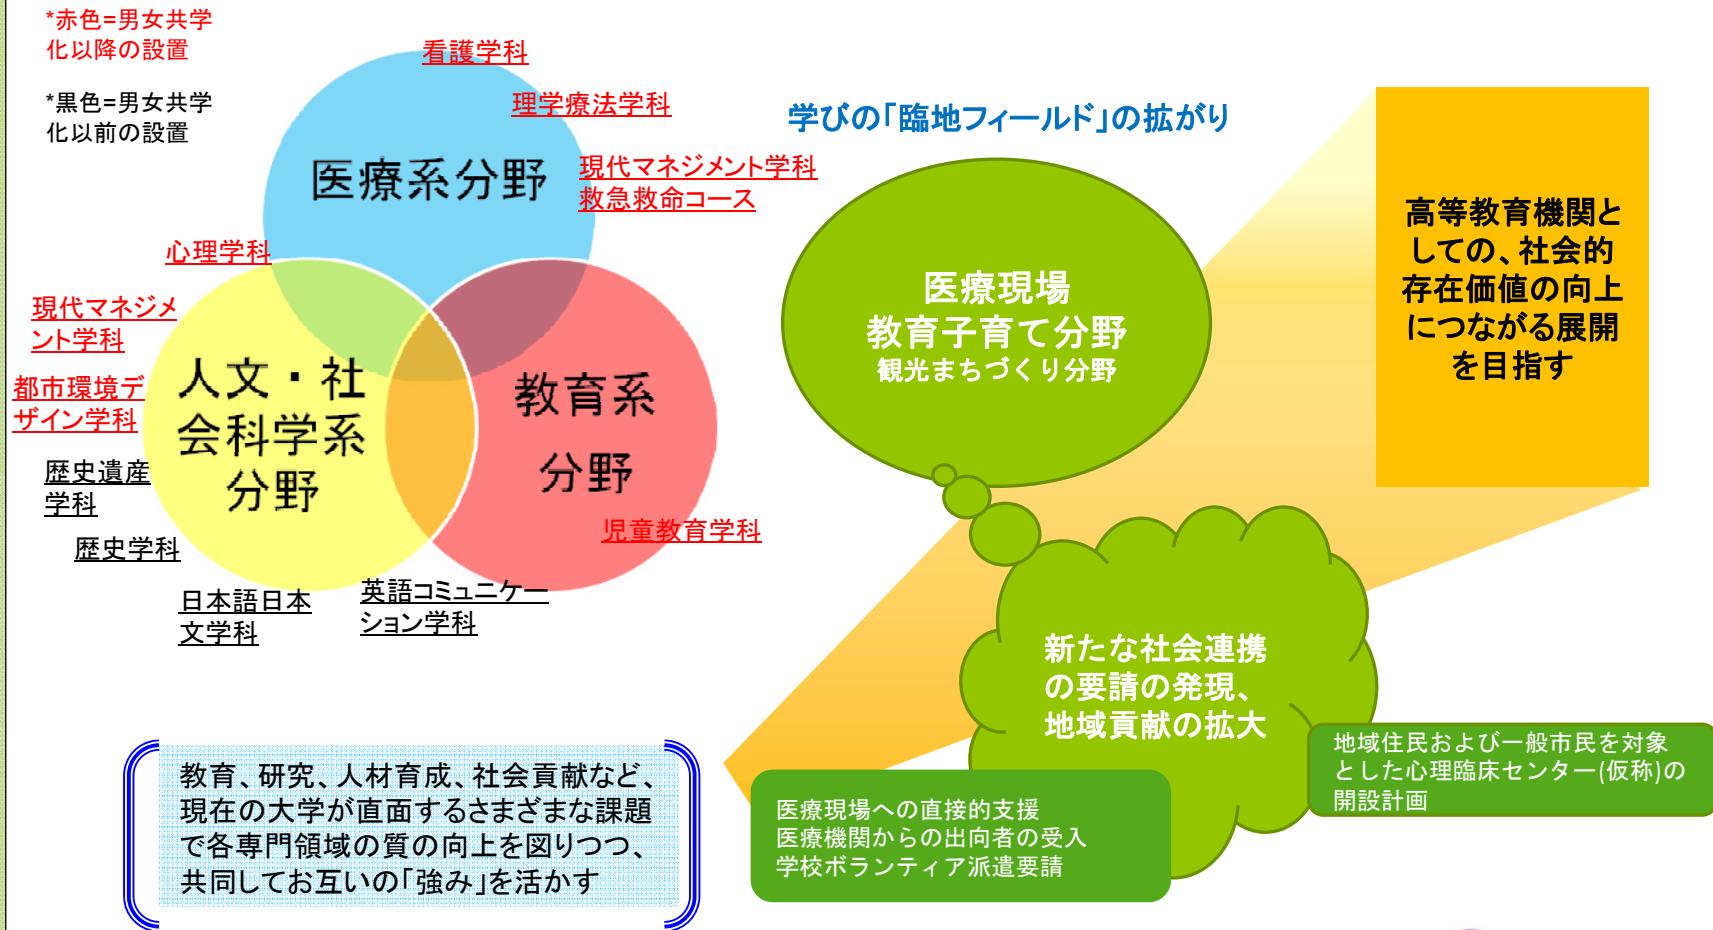 *赤色=男女共学
化以降の設置
*黒色=男女共学
化以前の設置
看護学科
理学療法学科
現代マネジメント学科
救急救命コース
医療系分野
心理学科
現代マネジメ
ント学科
都市環境デ
ザイン学科
人文・社
会科学系
分野
教育系
分野
歴史遺産
学科
歴史学科
日本語日本
文学科
英語コミュニケー
ション学科
児童教育学科
教育、研究、人材育成、社会貢献など、
現在の大学が直面するさまざまな課題
で各専門領域の質の向上を図りつつ、
共同してお互いの「強み」を活かす
学びの「臨地フィールド」の拡がり
医療現場
教育子育て分野
観光まちづくり分野
高等教育機関と
しての、社会的
存在価値の向上
につながる展開
を目指す
新たな社会連携
の要請の発現、
地域貢献の拡大
地域住民および一般市民を対象
とした心理臨床センター(仮称)の
開設計画
医療現場への直接的支援
医療機関からの出向者の受入
学校ボランティア派遣要請